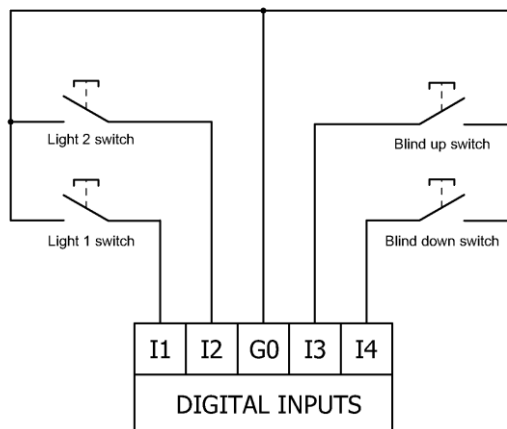 Light 2 switch
Blind up switch
Light 1 switch
Blind down switch
I1 I2 G0 I3 I4
DIGITAL INPUTS